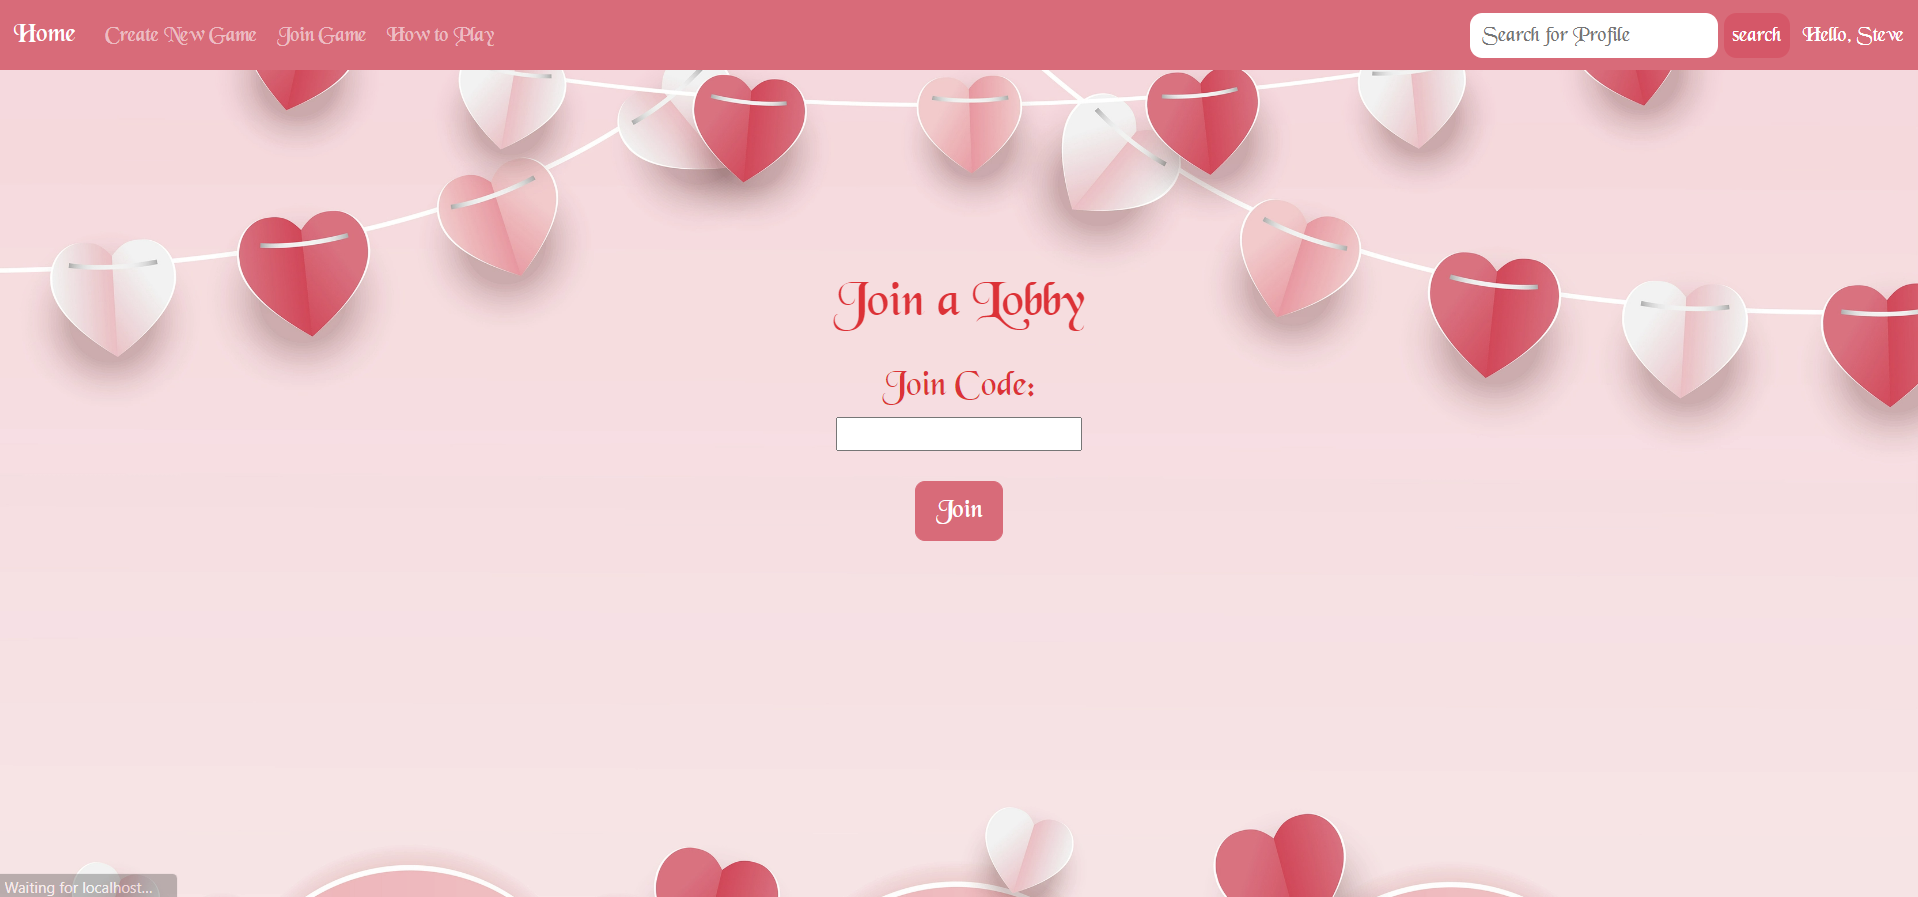 Home Create New Game Join Game How to Play Search for Profile search Hello, Steve
Join a Lobby
Join Code:
Join
Waiting for localhost...